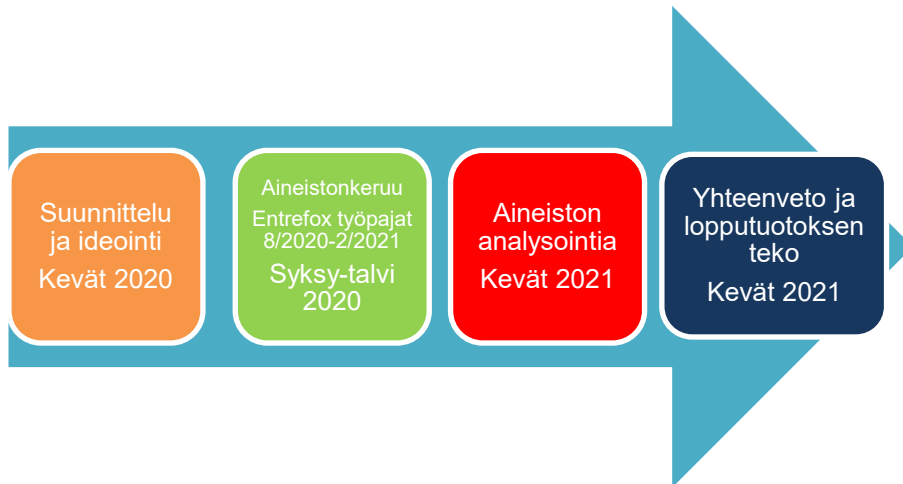 Suunnittelu
ja ideointi
Kevät 2020
Aineistonkeruu
Entrefox työpajat
8/2020-2/2021
Syksy-talvi
2020
Aineiston
analysointia
Kevät 2021
Yhteenveto ja
lopputuotoksen
teko
Kevät 2021